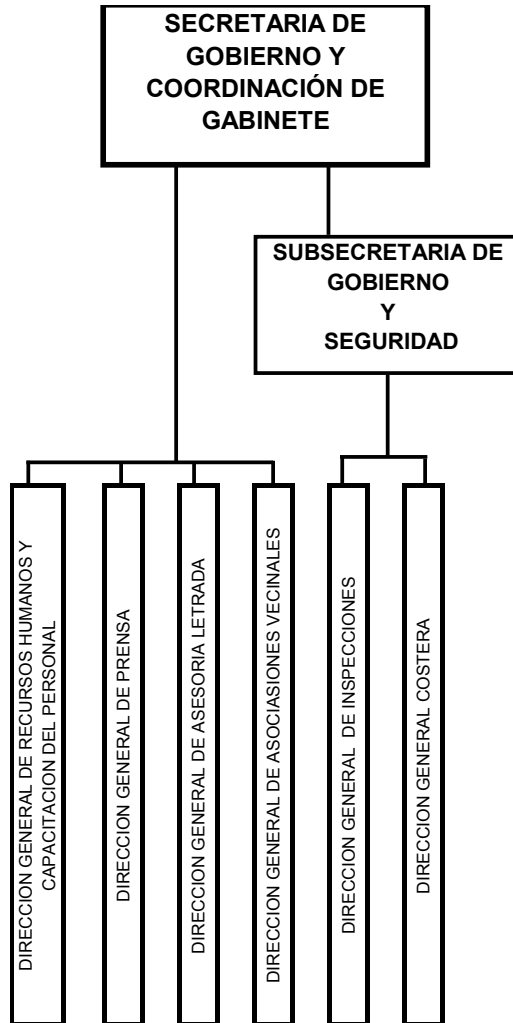 SECRETARIA DE
GOBIERNO Y
COORDINACIÓN DE
GABINETE
SUBSECRETARIA DE
GOBIERNO
Y
SEGURIDAD
DIRECCION GENERAL DE RECURSOS HUMANOS Y
CAPACITACION DEL PERSONAL
DIRECCION GENERAL DE PRENSA
DIRECCION GENERAL DE ASESORIA LETRADA
DIRECCION GENERAL DE ASOCIASIONES VECINALES
DIRECCION GENERAL DE INSPECCIONES
DIRECCION GENERAL COSTERA